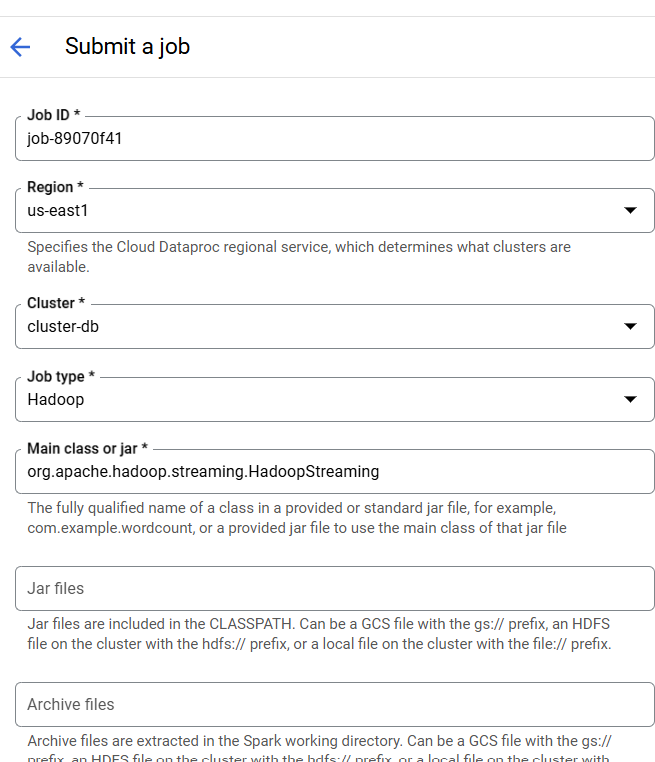 Submit a job
Job ID *
job-89070f41
Region *
us-east1
Specifies the Cloud Dataproc regional service, which determines what clusters are
available.
Cluster *
cluster-db
Job type *
Hadoop
Main class or jar *
org.apache.hadoop.streaming.HadoopStreaming
The fully qualified name of a class in a provided or standard jar file, for example,
com.example.wordcount, or a provided jar file to use the main class of that jar file
Jar files
Jar files are included in the CLASSPATH. Can be a GCS file with the gs:// prefix, an HDFS
file on the cluster with the hdfs:// prefix, or a local file on the cluster with the file:// prefix.
Archive files
Archive files are extracted in the Spark working directory. Can be a GCS file with the gs://
prefix, an HDFS file on the cluster with the hdfs:// prefix, or a local file on the cluster with